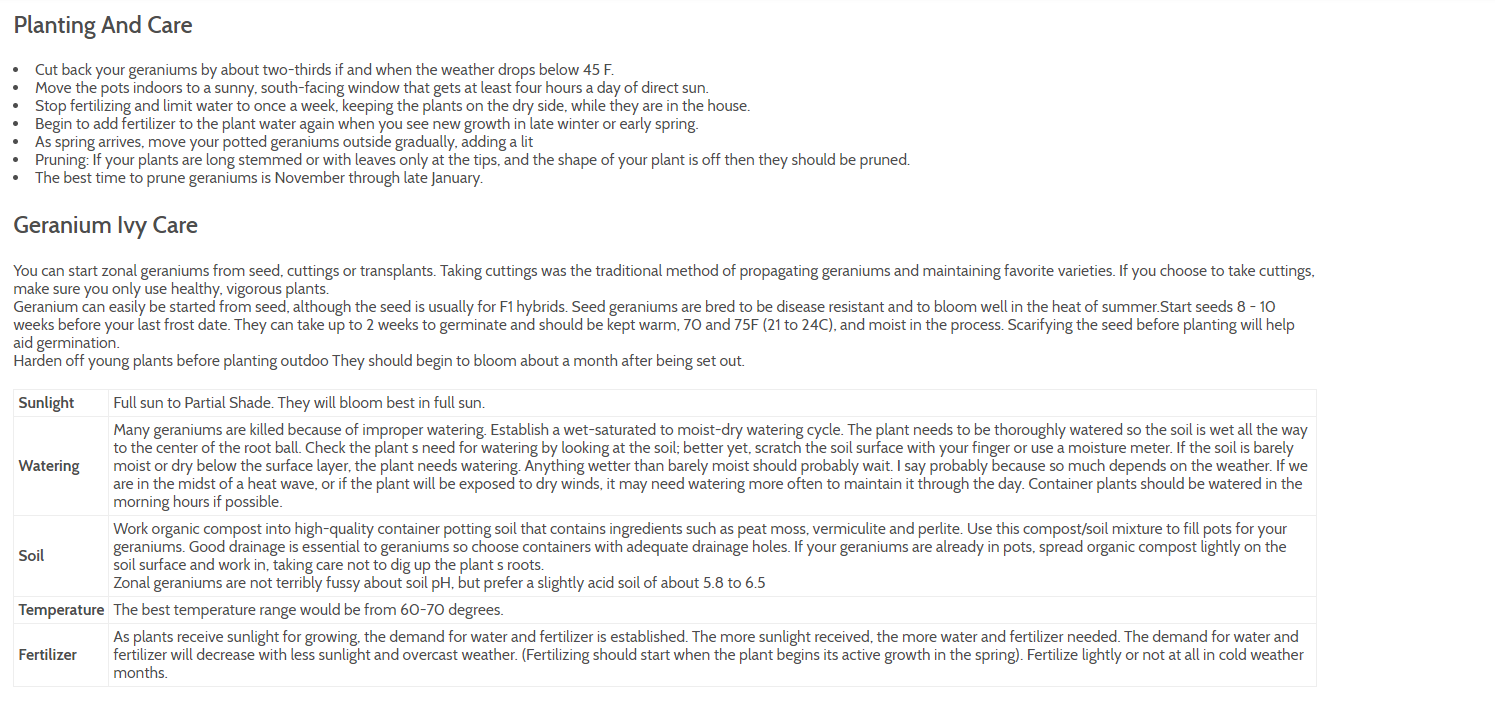 Planting And Care
• Cut back your geraniums by about two-thirds if and when the weather drops below 45 F.
• Move the pots indoors to a sunny, south-facing window that gets at least four hours a day of direct sun.
• Stop fertilizing and limit water to once a week, keeping the plants on the dry side, while they are in the house.
• Begin to add fertilizer to the plant water again when you see new growth in late winter or early spring.
• As spring arrives, move your potted geraniums outside gradually, adding a lit
• Pruning: If your plants are long stemmed or with leaves only at the tips, and the shape of your plant is off then they should be pruned.
• The best time to prune geraniums is November through late January.
Geranium Ivy Care
You can start zonal geraniums from seed, cuttings or transplants. Taking cuttings was the traditional method of propagating geraniums and maintaining favorite varieties. If you choose to take cuttings,
make sure you only use healthy, vigorous plants.
Geranium can easily be started from seed, although the seed is usually for F1 hybrids. Seed geraniums are bred to be disease resistant and to bloom well in the heat of summer.Start seeds 8 - 10
weeks before your last frost date. They can take up to 2 weeks to germinate and should be kept warm, 70 and 75F (21 to 24C), and moist in the process. Scarifying the seed before planting will help
aid germination.
Harden off young plants before planting outdoo They should begin to bloom about a month after being set out.
Sunlight
Full sun to Partial Shade. They will bloom best in full sun.
Watering
Many geraniums are killed because of improper watering. Establish a wet-saturated to moist-dry watering cycle. The plant needs to be thoroughly watered so the soil is wet all the way
to the center of the root ball. Check the plant s need for watering by looking at the soil; better yet, scratch the soil surface with your finger or use a moisture meter. If the soil is barely
moist or dry below the surface layer, the plant needs watering. Anything wetter than barely moist should probably wait. I say probably because so much depends on the weather. If we
are in the midst of a heat wave, or if the plant will be exposed to dry winds, it may need watering more often to maintain it through the day. Container plants should be watered in the
morning hours if possible.
Soil
Work organic compost into high-quality container potting soil that contains ingredients such as peat moss, vermiculite and perlite. Use this compost/soil mixture to fill pots for your
geraniums. Good drainage is essential to geraniums so choose containers with adequate drainage holes. If your geraniums are already in pots, spread organic compost lightly on the
soil surface and work in, taking care not to dig up the plant s roots.
Zonal geraniums are not terribly fussy about soil pH, but prefer a slightly acid soil of about 5.8 to 6.5
Temperature
The best temperature range would be from 60-70 degrees.
Fertilizer
As plants receive sunlight for growing, the demand for water and fertilizer is established. The more sunlight received, the more water and fertilizer needed. The demand for water and
fertilizer will decrease with less sunlight and overcast weather. (Fertilizing should start when the plant begins its active growth in the spring). Fertilize lightly or not at all in cold weather
months.